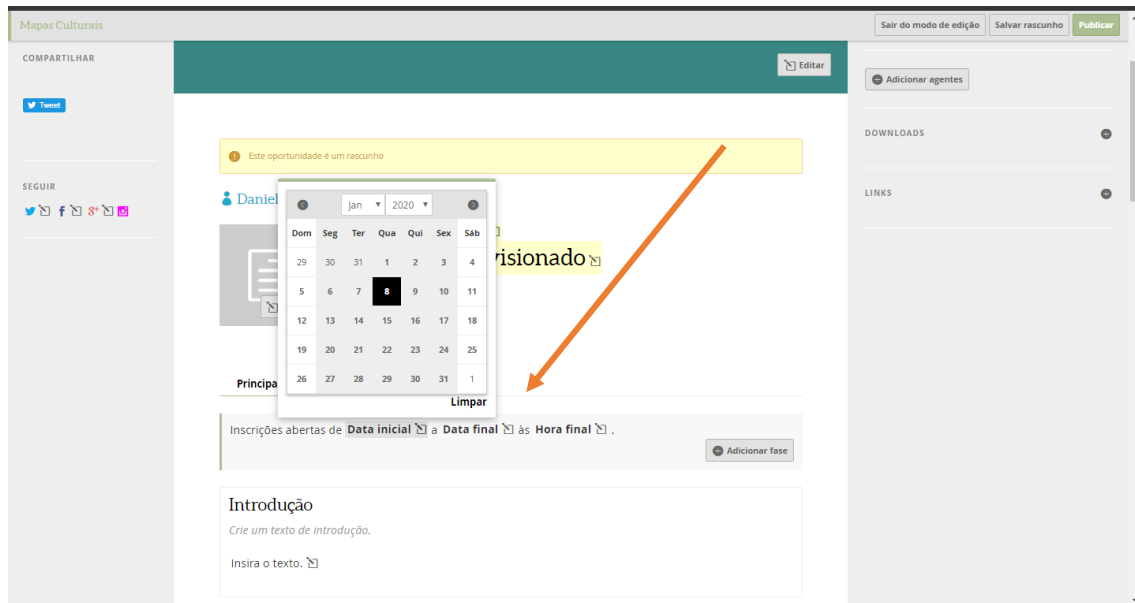 Mapas Culturais
Sair do modo de edição Salvar rascunho Publicar
COMPARTILHAR
Tweet
SEGUIR
Editar
Este oportunidade é um rascunho
Daniel
visionado
Jan 2020
Dom Seg Ter Qua Qui Sex Sáb
29 30 31 1 2 3 4
5 6 7 8 9 10 11
12 13 14 15 16 17 18
19 20 21 22 23 24 25
26 27 28 29 30 31 1
Limpar
Principa
Inscrições abertas de Data inicial a Data final às Hora final .
Adicionar fase
Introdução
Crie um texto de introdução.
Insira o texto.
Adicionar agentes
DOWNLOADS
LINKS